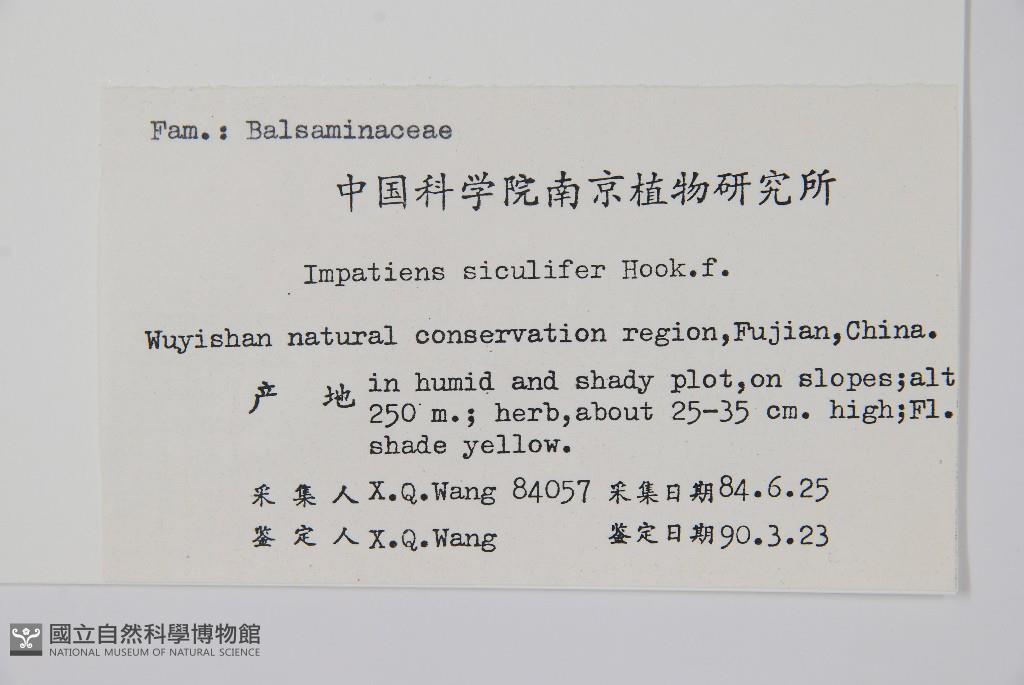 Fam.: Balsaminaceae
中国科学院南京植物研究所
Impatiens siculifer Hook.f.
Wuyishan natural conservation region,Fujian,China.
产 地 in humid and shady plot,on slopes;alt
250 m.; herb,about 25-35 cm. high;Fl.
shade yellow.
采集人 X.Q.Wang 84057 采集日期 84.6.25
鉴定人 X.Q.Wang 鉴定日期 90.3.23
國立自然科學博物館
NATIONAL MUSEUM OF NATURAL SCIENCE